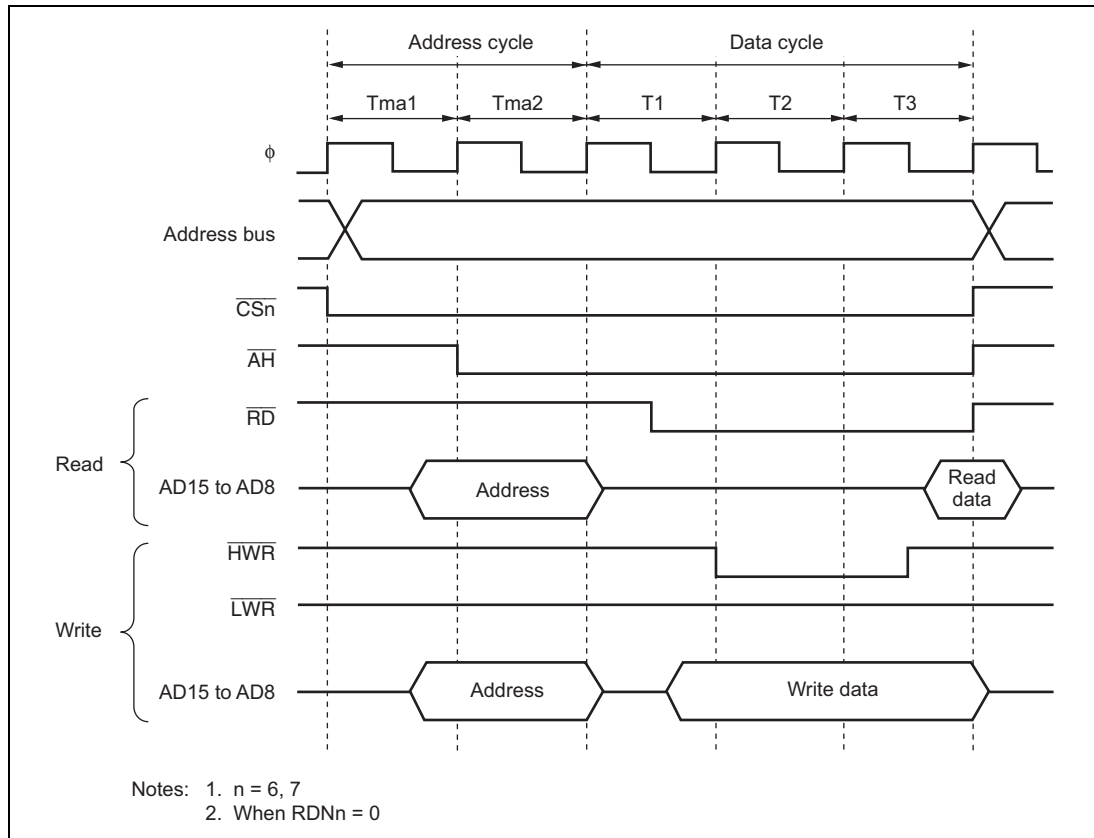 Address cycle Data cycle
Tma1 Tma2 T1 T2 T3
ϕ
Address bus
CSn
AH
RD
Read
AD15 to AD8 Address Read data
HWR
LWR
Write
AD15 to AD8 Address Write data
Notes: 1. n = 6, 7
2. When RDNn = 0